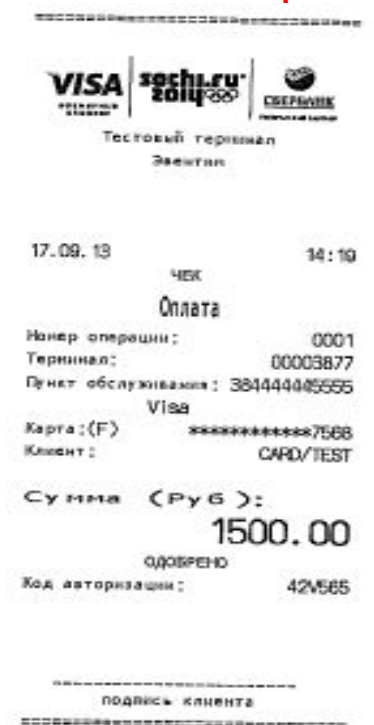 VISA sochi.ru 2014 СБЕРБАНК
Тестовый терминал
Эвентин
17.09.13 14:19
ЧЕК
Оплата
Номер операции: 0001
Терминал: 00003877
Пункт обслуживания: 384444445555
Visa
Карта:(F) ************7568
Клиент: CARD/TEST
Сумма (Руб):
1500.00
ОДОБРЕНО
Код авторизации: 42V565
подпись клиента